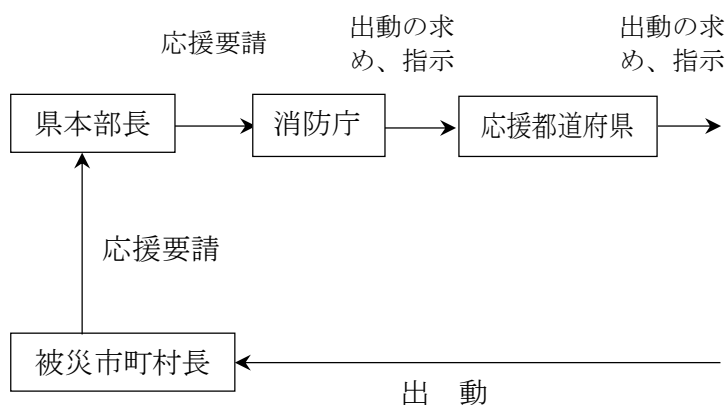 応援要請
出動の求
め、指示
出動の求
め、指示
県本部長
消防庁
応援都道府県
応援要請
被災市町村長
出　動